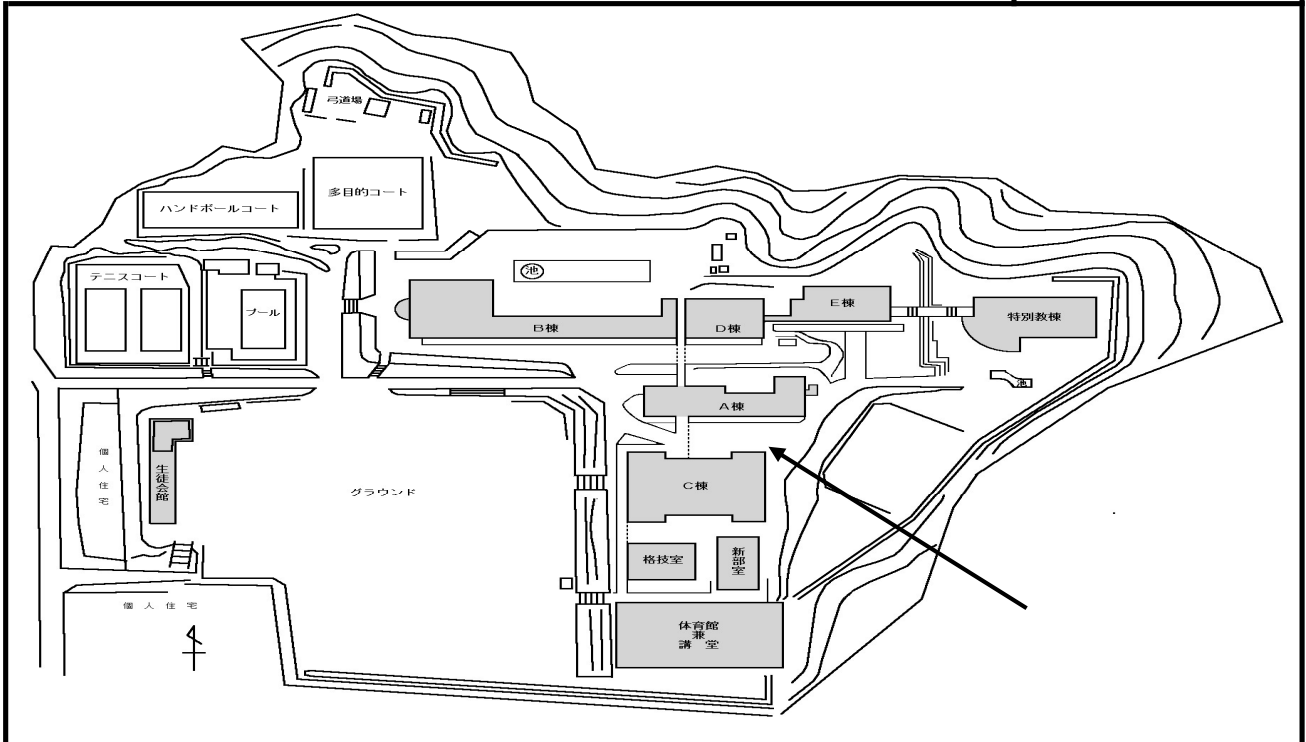 弓道場
多目的コート
ハンドボールコート
テニスコート
プール
池
B棟
D棟
E棟
特別教棟
池
A棟
個人住宅
生徒会館
グラウンド
C棟
格技室
新部室
個人住宅
体育館
兼
講堂